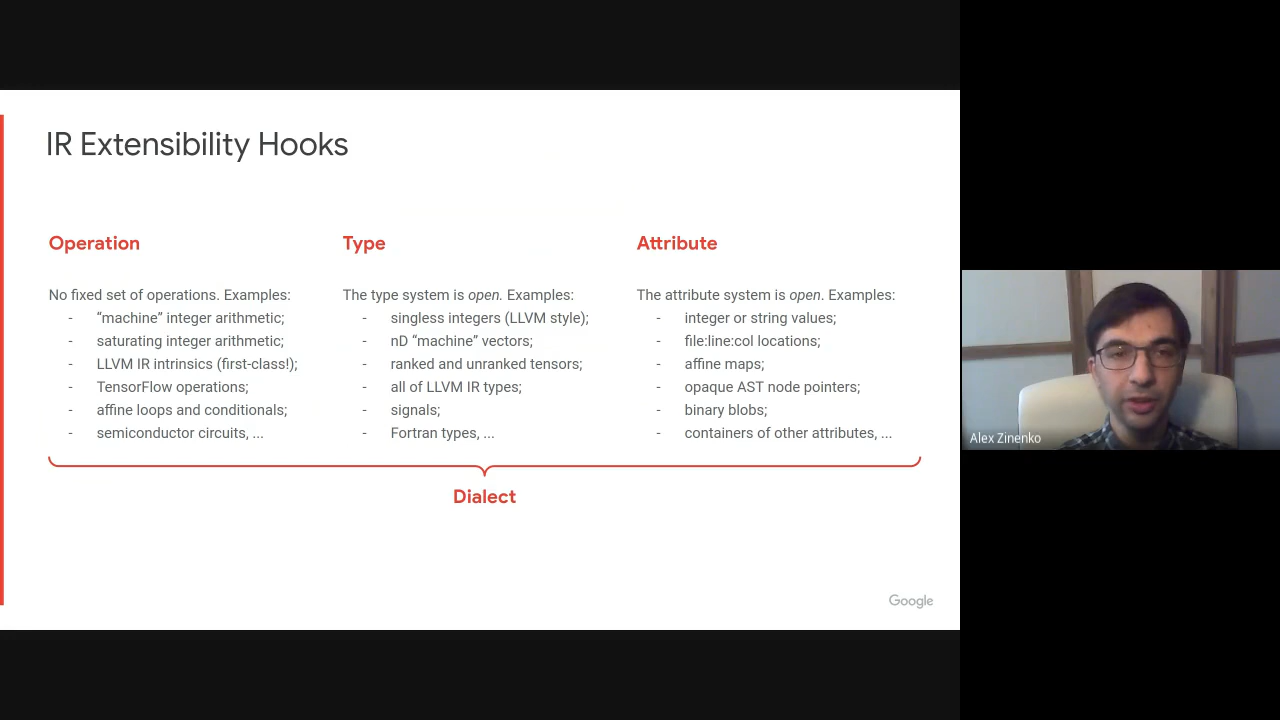 IR Extensibility Hooks
Operation
No fixed set of operations. Examples:
- “machine” integer arithmetic;
- saturating integer arithmetic;
- LLVM IR intrinsics (first-class!);
- TensorFlow operations;
- affine loops and conditionals;
- semiconductor circuits, ...
Type
The type system is open. Examples:
- singless integers (LLVM style);
- nD “machine” vectors;
- ranked and unranked tensors;
- all of LLVM IR types;
- signals;
- Fortran types, ...
Attribute
The attribute system is open. Examples:
- integer or string values;
- file:line:col locations;
- affine maps;
- opaque AST node pointers;
- binary blobs;
- containers of other attributes, ...
Dialect
Google
Alex Zinenko